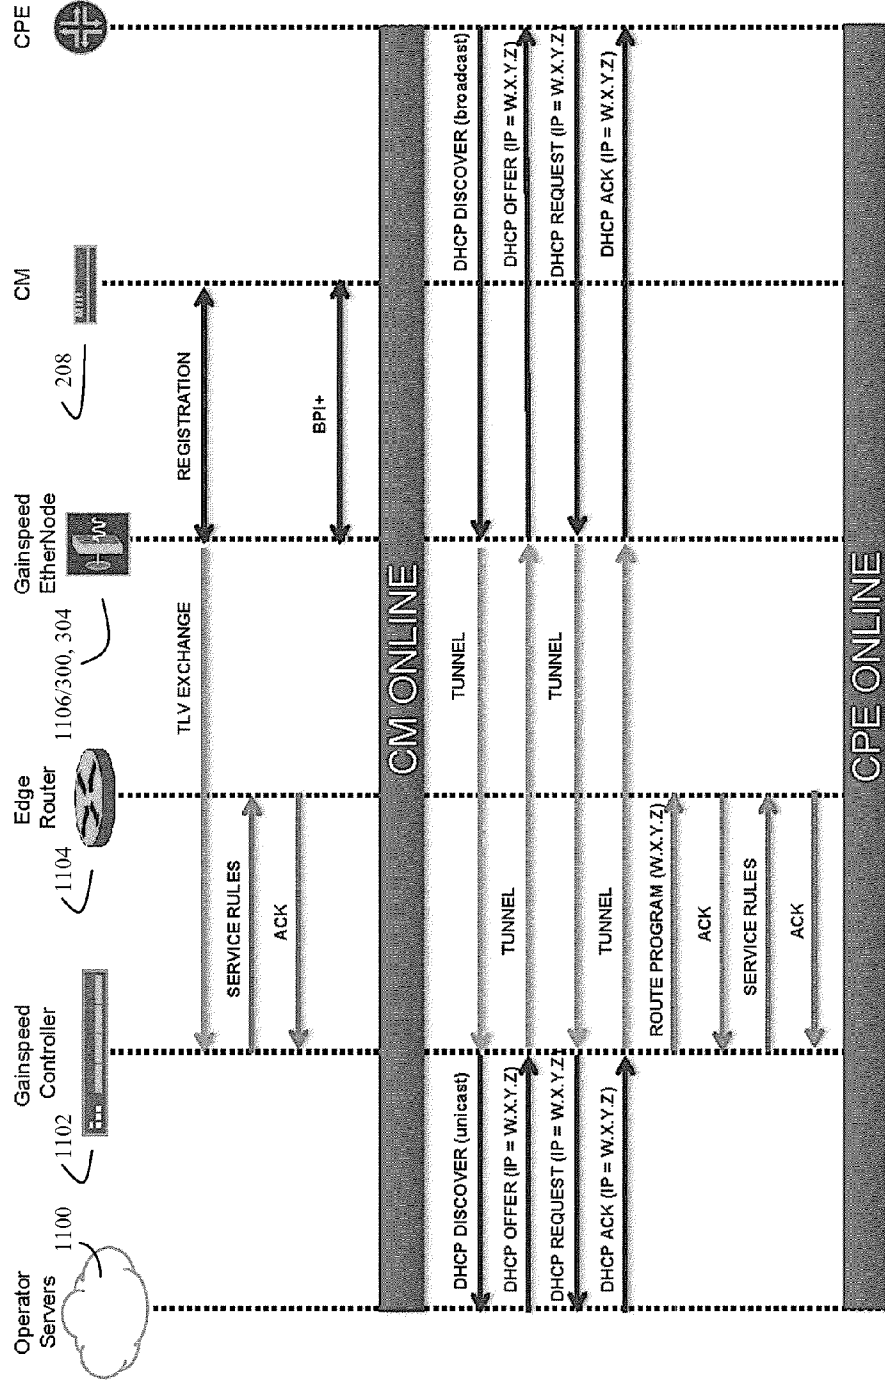 Operator
Servers
1100
Gainspeed
Controller
1102
Edge
Router
1104
Gainspeed
EtherNode
1106/300, 304
CM
208
CPE
TLV EXCHANGE
REGISTRATION
SERVICE RULES
ACK
BPI+
CM ONLINE
DHCP DISCOVER (unicast)
TUNNEL
DHCP DISCOVER (broadcast)
DHCP OFFER (IP = W.X.Y.Z)
TUNNEL
DHCP OFFER (IP = W.X.Y.Z)
DHCP REQUEST (IP = W.X.Y.Z
TUNNEL
DHCP REQUEST (IP = W.X.Y.Z
DHCP ACK (IP = W.X.Y.Z)
TUNNEL
DHCP ACK (IP = W.X.Y.Z)
ROUTE PROGRAM (W.X.Y.Z)
ACK
SERVICE RULES
ACK
CPE ONLINE